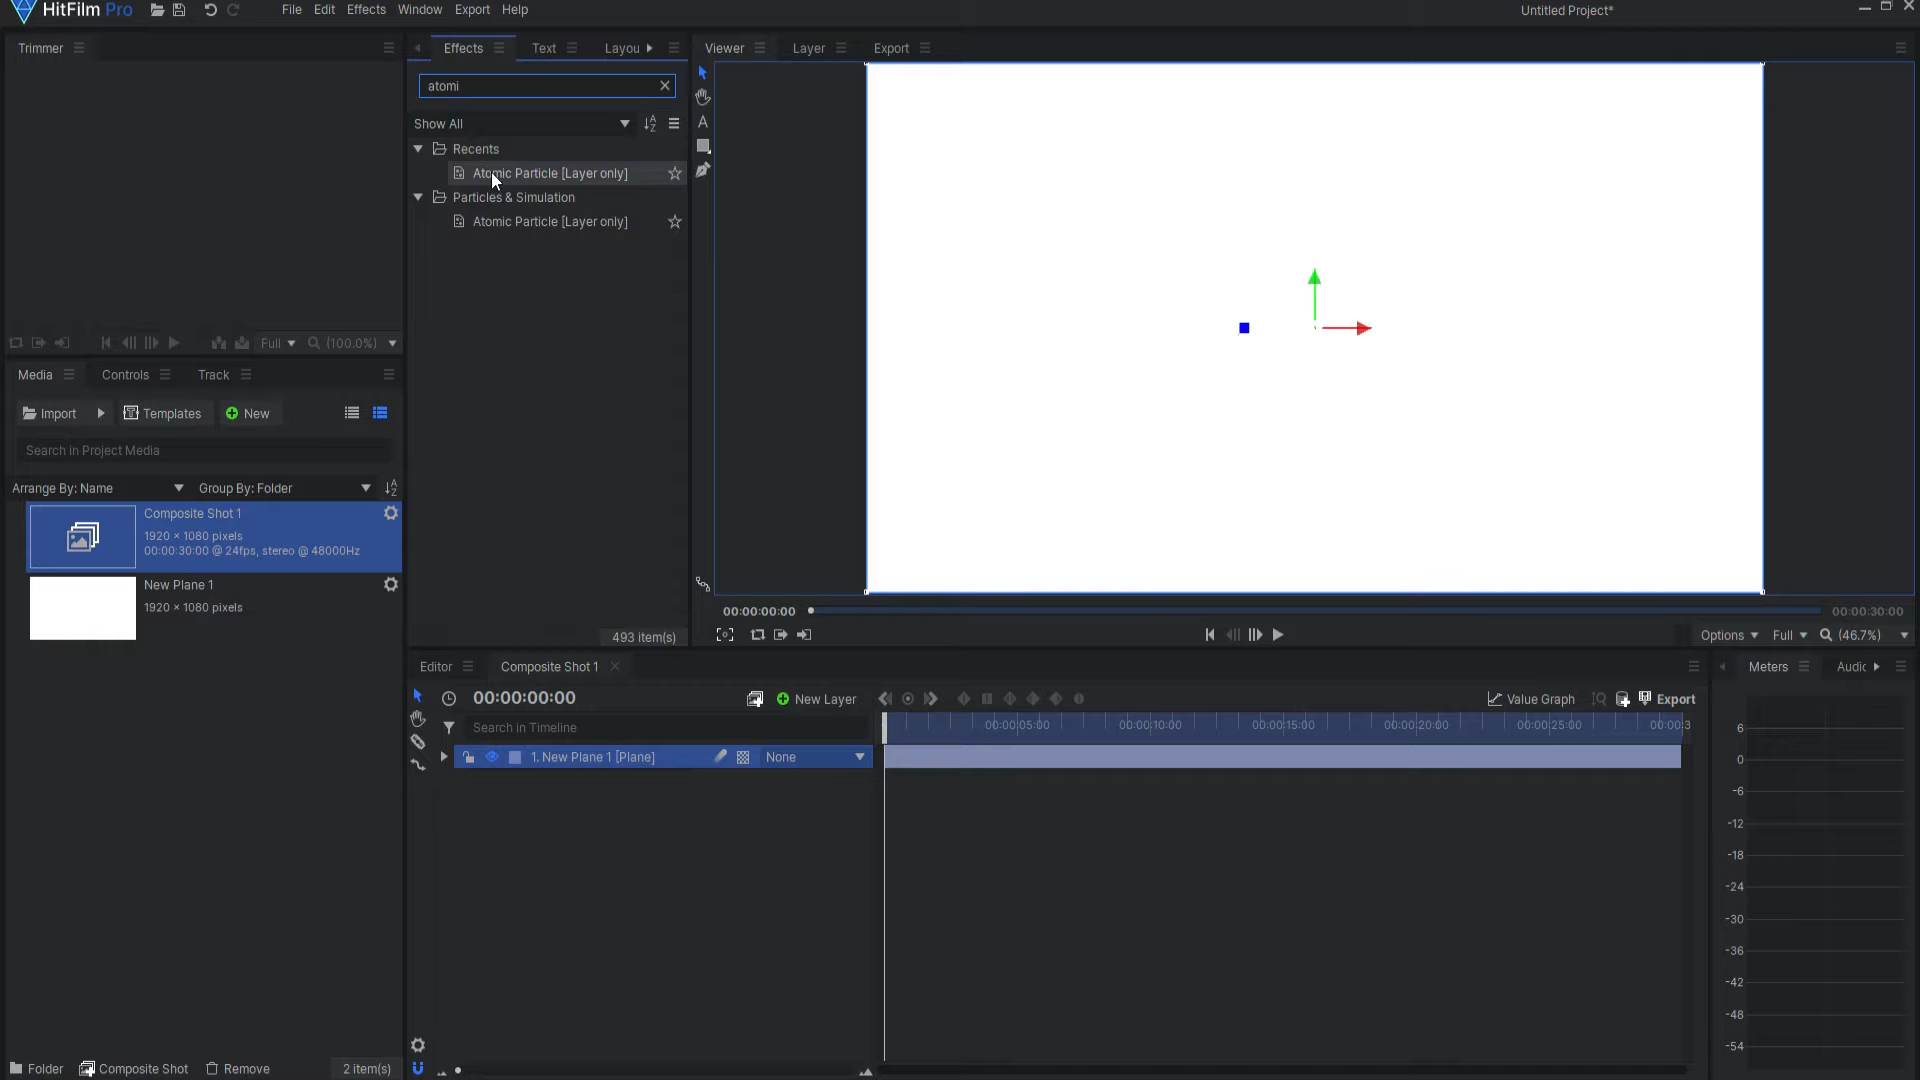 HitFilm Pro
File Edit Effects Window Export Help
Untitled Project*
Trimmer
Effects Text Layou
Viewer Layer Export
atomi
Show All
Recents
Atomic Particle [Layer only]
Particles & Simulation
Atomic Particle [Layer only]
493 item(s)
Full (100.0%)
Media Controls Track
Import Templates New
Search in Project Media
Arrange By: Name Group By: Folder
Composite Shot 1
1920 × 1080 pixels
00:00:30:00 @ 24fps, stereo @ 48000Hz
New Plane 1
1920 × 1080 pixels
Folder Composite Shot Remove 2 item(s)
00:00:00:00 00:00:30:00
Options Full (46.7%)
Editor Composite Shot 1
00:00:00:00 New Layer Value Graph Export
Search in Timeline
00:00:05:00 00:00:10:00 00:00:15:00 00:00:20:00 00:00:25:00 00:00:3
1. New Plane 1 [Plane] None
Meters Audic
6
0
-6
-12
-18
-24
-30
-36
-42
-48
-54